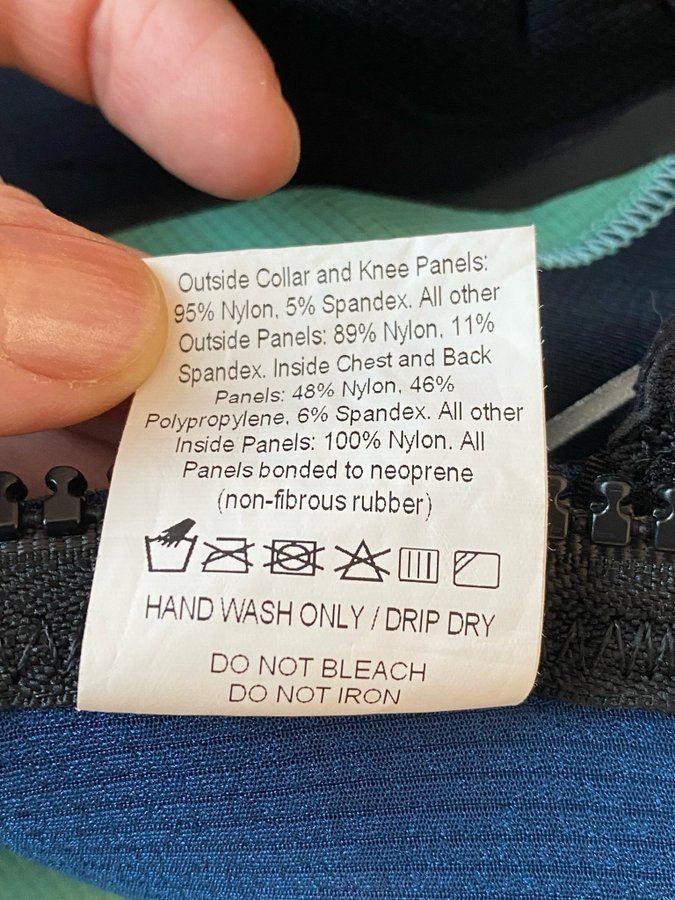 Outside Collar and Knee Panels:
95% Nylon, 5% Spandex. All other
Outside Panels: 89% Nylon, 11%
Spandex. Inside Chest and Back
Panels: 48% Nylon, 46%
Polypropylene, 6% Spandex. All other
Inside Panels: 100% Nylon. All
Panels bonded to neoprene
(non-fibrous rubber)
HAND WASH ONLY / DRIP DRY
DO NOT BLEACH
DO NOT IRON